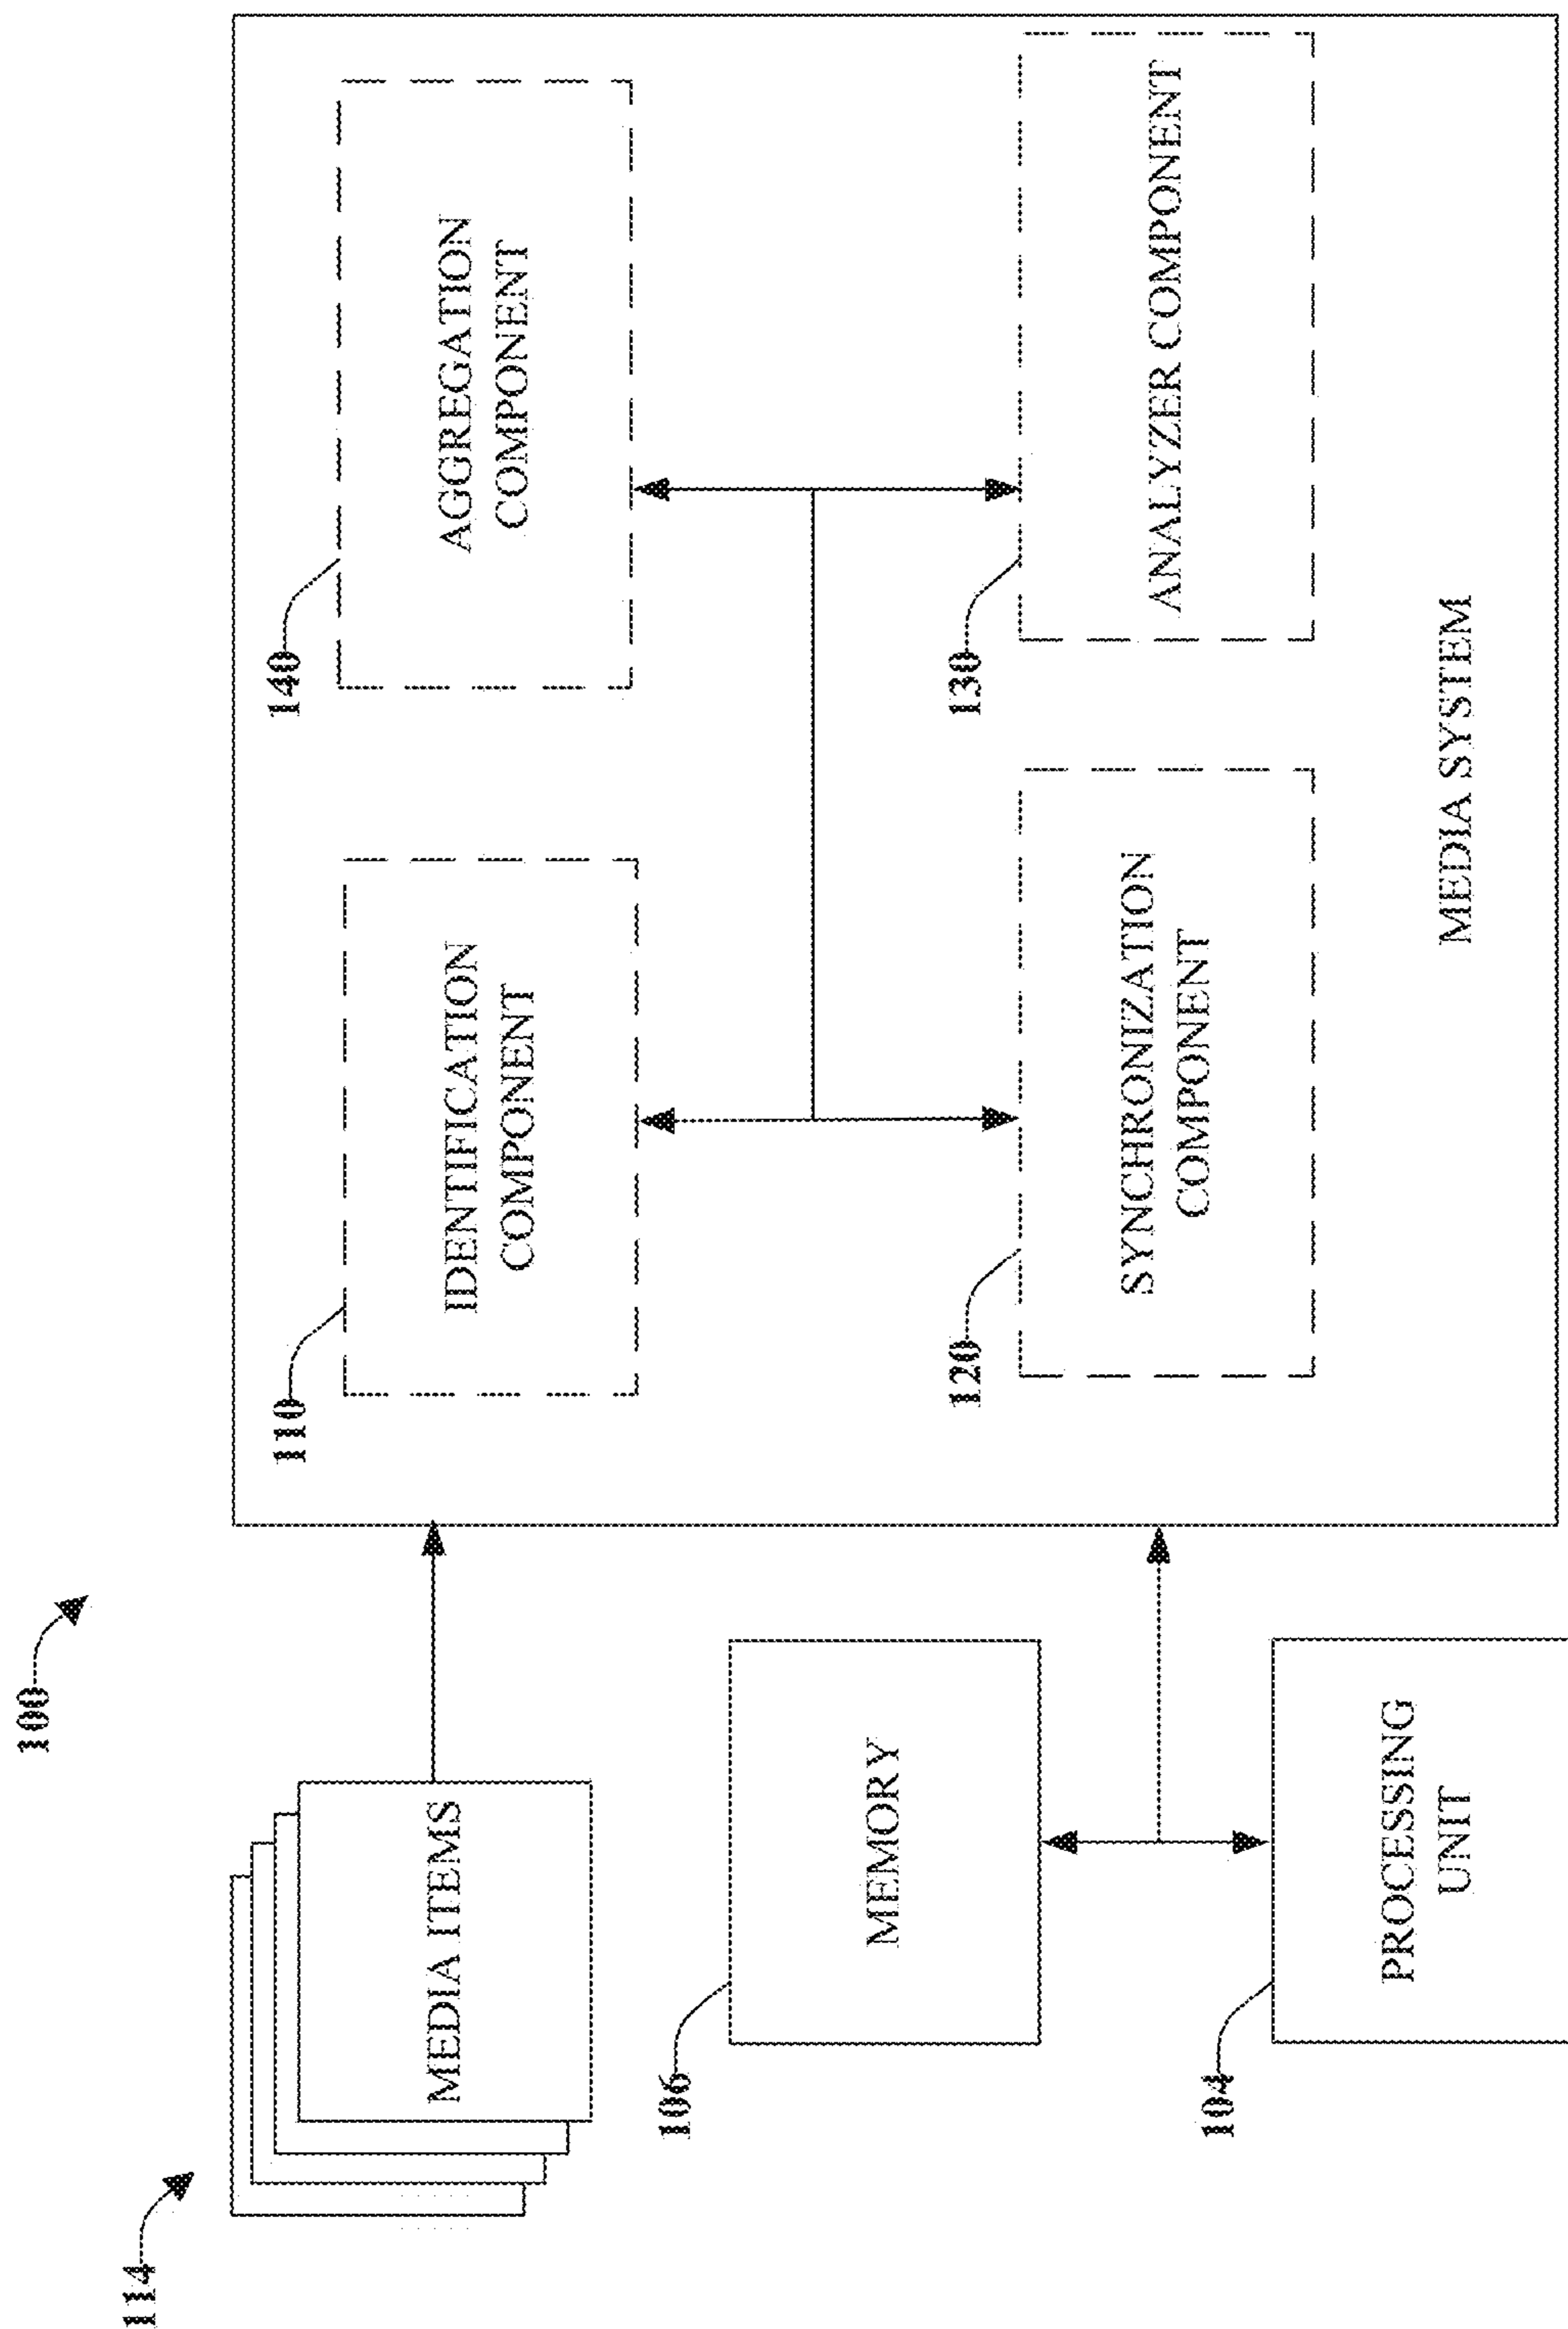 100
114
MEDIA ITEMS
106
MEMORY
104
PROCESSING
UNIT
110
IDENTIFICATION
COMPONENT
140
AGGREGATION
COMPONENT
120
SYNCHRONIZATION
COMPONENT
130
ANALYZER COMPONENT
MEDIA SYSTEM